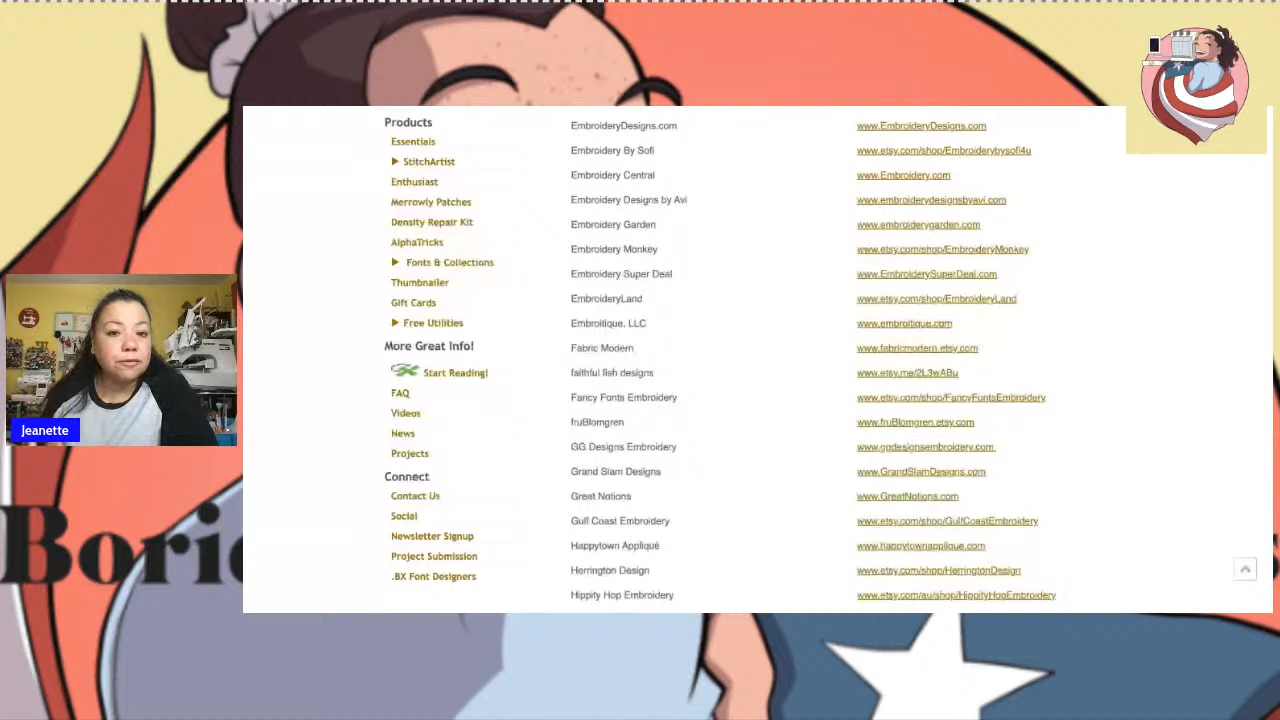 Products
Essentials
StitchArtist
Enthusiast
Merrowly Patches
Density Repair Kit
AlphaTricks
Fonts & Collections
Thumbnailer
Gift Cards
Free Utilities
More Great Info!
Start Reading!
FAQ
Videos
News
Projects
Connect
Contact Us
Social
Newsletter Signup
Project Submission
.BX Font Designers
EmbroideryDesigns.com www.EmbroideryDesigns.com
Embroidery By Sofi www.etsy.com/shop/Embroiderybysofi4u
Embroidery Central www.Embroidery.com
Embroidery Designs by Avi www.embroiderydesignsbyavi.com
Embroidery Garden www.embroiderygarden.com
Embroidery Monkey www.etsy.com/shop/EmbroideryMonkey
Embroidery Super Deal www.EmbroiderySuperDeal.com
EmbroideryLand www.etsy.com/shop/EmbroideryLand
Embroitique, LLC www.embroitique.com
Fabric Modern www.fabricmodern.etsy.com
faithful fish designs www.etsy.me/2L3wABu
Fancy Fonts Embroidery www.etsy.com/shop/FancyFontsEmbroidery
fruBlomgren www.fruBlomgren.etsy.com
GG Designs Embroidery www.ggdesignsembroidery.com
Grand Slam Designs www.GrandSlamDesigns.com
Great Notions www.GreatNotions.com
Gulf Coast Embroidery www.etsy.com/shop/GulfCoastEmbroidery
Happytown Appliqué www.happytownapplique.com
Herrington Design www.etsy.com/shop/HerringtonDesign
Hippity Hop Embroidery www.etsy.com/au/shop/HippityHopEmbroidery
Jeanette
Boric